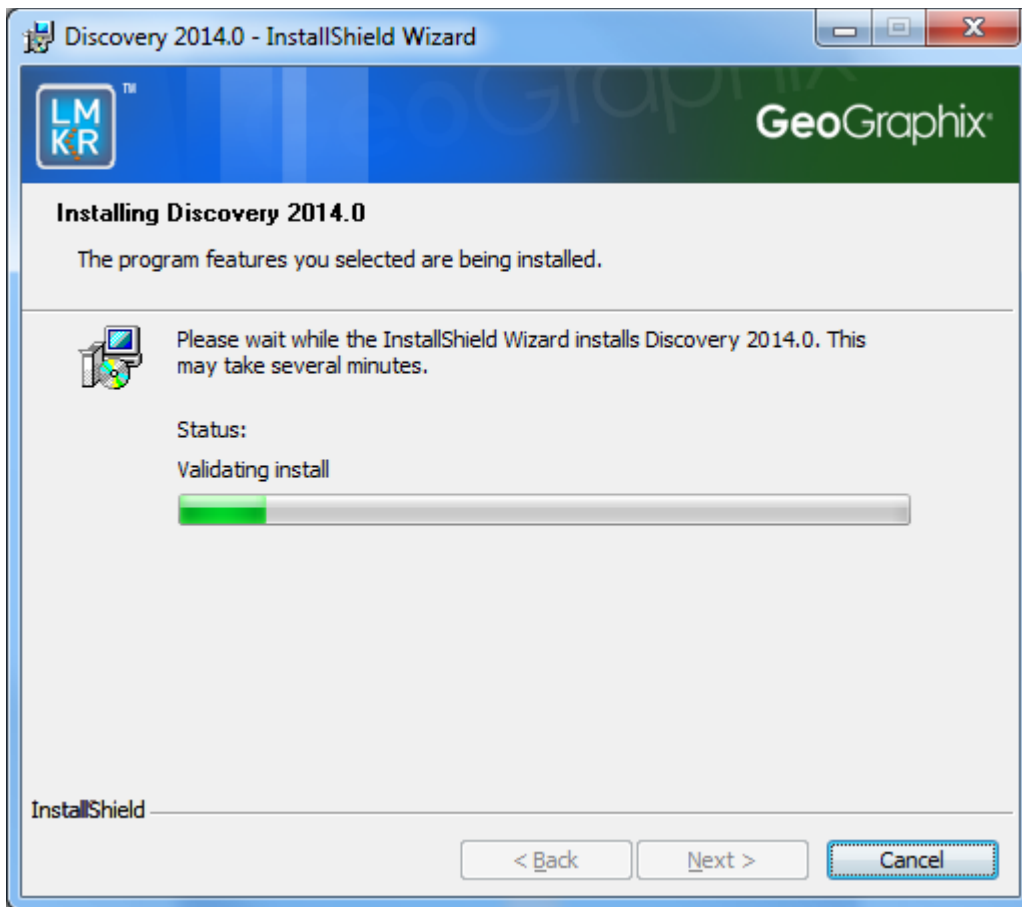 Discovery 2014.0 - InstallShield Wizard
LM
KR
TM
GeoGraphix
GeoGraphix®
Installing Discovery 2014.0
The program features you selected are being installed.
Please wait while the InstallShield Wizard installs Discovery 2014.0. This
may take several minutes.
Status:
Validating install
InstallShield
< Back
Next >
Cancel